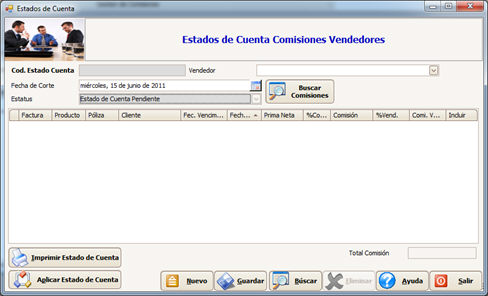 Estados de Cuenta
Estados de Cuenta Comisiones Vendedores
Cod. Estado Cuenta
Vendedor
Fecha de Corte
miércoles, 15 de junio de 2011
Buscar
Comisiones
Estatus
Estado de Cuenta Pendiente
Factura Producto Póliza Cliente Fec. Vencim... Fech... Prima Neta %Co... Comisión %Vend. Comi. V... Incluir
Imprimir Estado de Cuenta
Total Comisión
Aplicar Estado de Cuenta
Nuevo Guardar Búscar Eliminar Ayuda Salir